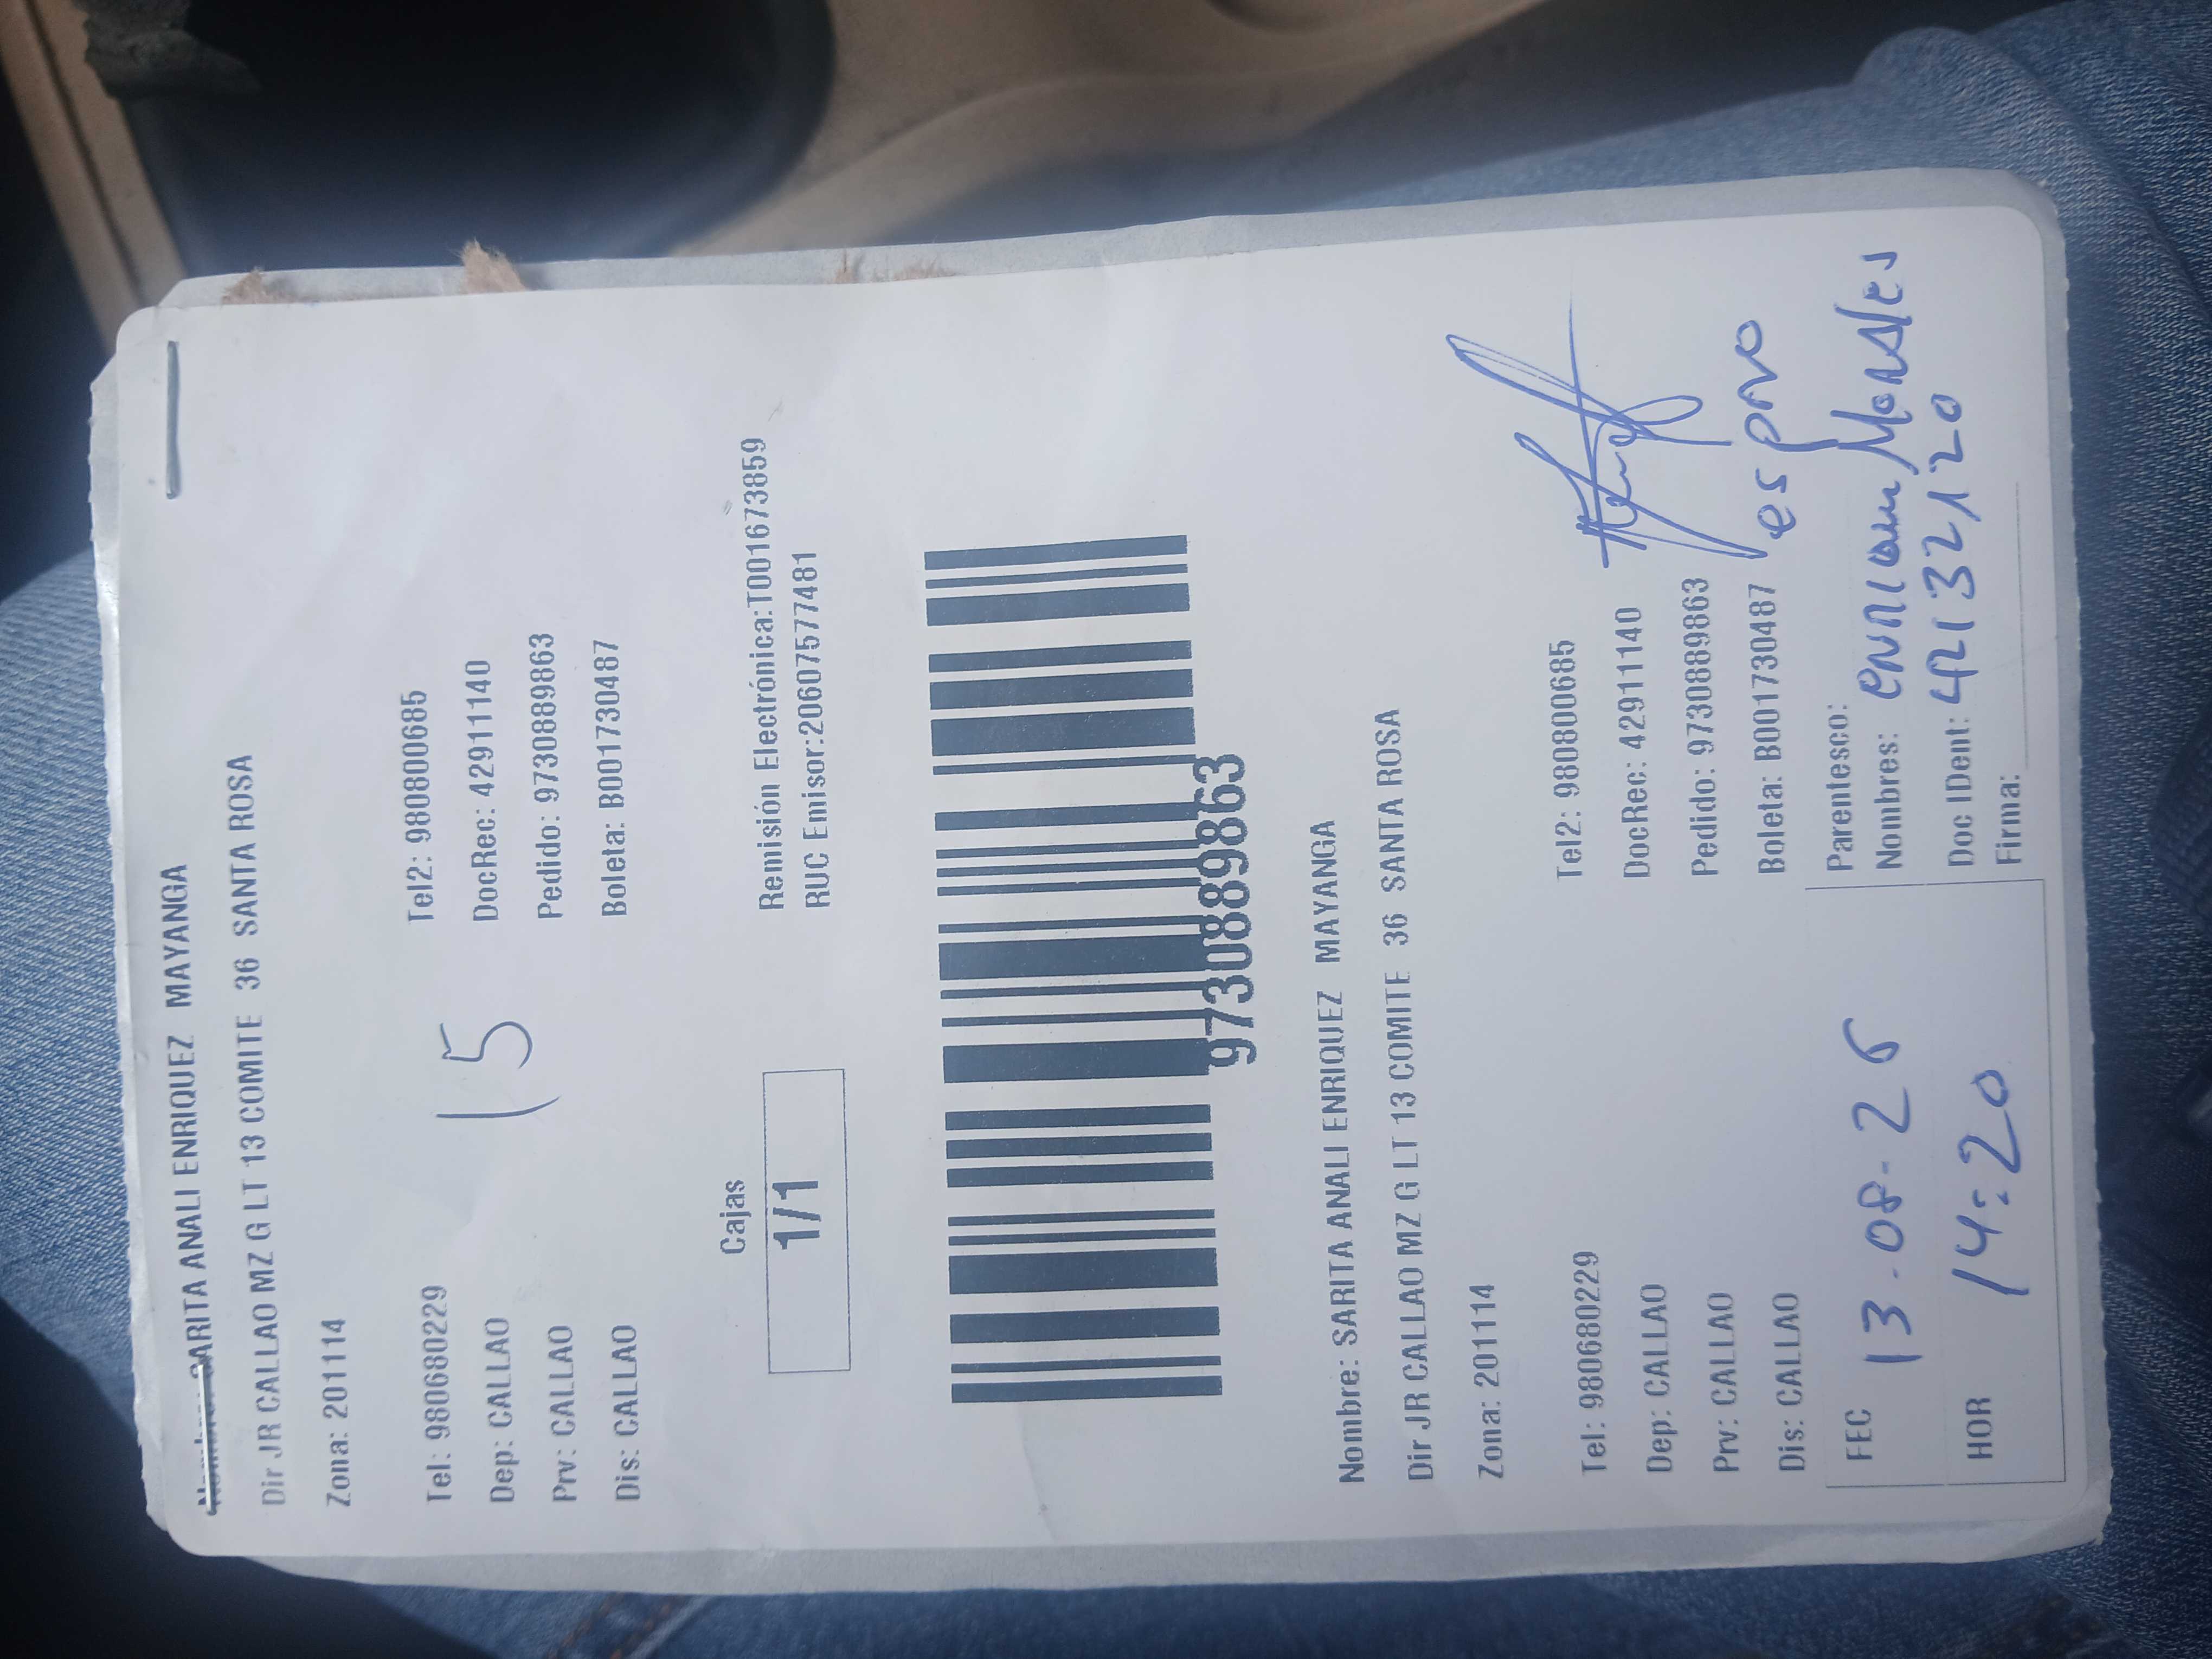 Nombre: SARITA ANALI ENRIQUEZ MAYANGA
Dir JR CALLAO MZ G LT 13 COMITE 36 SANTA ROSA
Zona: 201114
Tel: 980680229 Tel2: 980800685
Dep: CALLAO DocRec: 42911140
Prv: CALLAO 15 Pedido: 9730889863
Dis: CALLAO Boleta: B001730487
Cajas Remisión Electrónica:T001673859
1/1 RUC Emisor:20607577481
9730889863
Nombre: SARITA ANALI ENRIQUEZ MAYANGA
Dir JR CALLAO MZ G LT 13 COMITE 36 SANTA ROSA
Zona: 201114
Tel: 980680229 Tel2: 980800685
Dep: CALLAO DocRec: 42911140
Prv: CALLAO Pedido: 97308889863
Dis: CALLAO Boleta: B001730487
FEC 13.08.26 Parentesco:
Nombres: Morales
HOR 14:20 Doc IDent: 42132120
Firma: